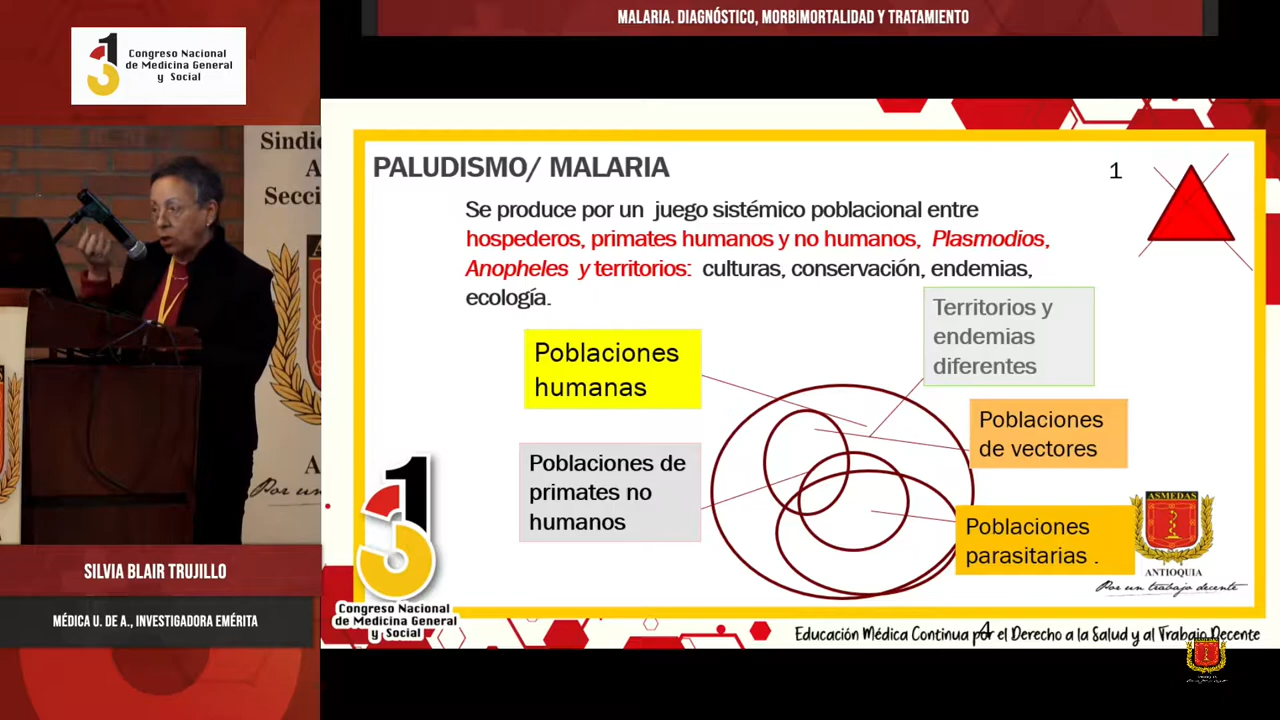 MALARIA. DIAGNÓSTICO, MORBIMORTALIDAD Y TRATAMIENTO
Congreso Nacional
de Medicina General
y Social
Sindic
A
Secci
A
Por un
SILVIA BLAIR TRUJILLO
MÉDICA U. DE A., INVESTIGADORA EMÉRITA
PALUDISMO/ MALARIA
1
Se produce por un juego sistémico poblacional entre
hospederos, primates humanos y no humanos, Plasmodios,
Anopheles y territorios: culturas, conservación, endemias,
ecología.
Territorios y
endemias
diferentes
Poblaciones
humanas
Poblaciones
de vectores
Poblaciones de
primates no
humanos
Poblaciones
parasitarias .
ASMEDAS
ANTIOQUIA
Por un trabajo decente
Congreso Nacional
de Medicina General
y Social
4
Educación Médica Continua por el Derecho a la Salud y al Trabajo Decente